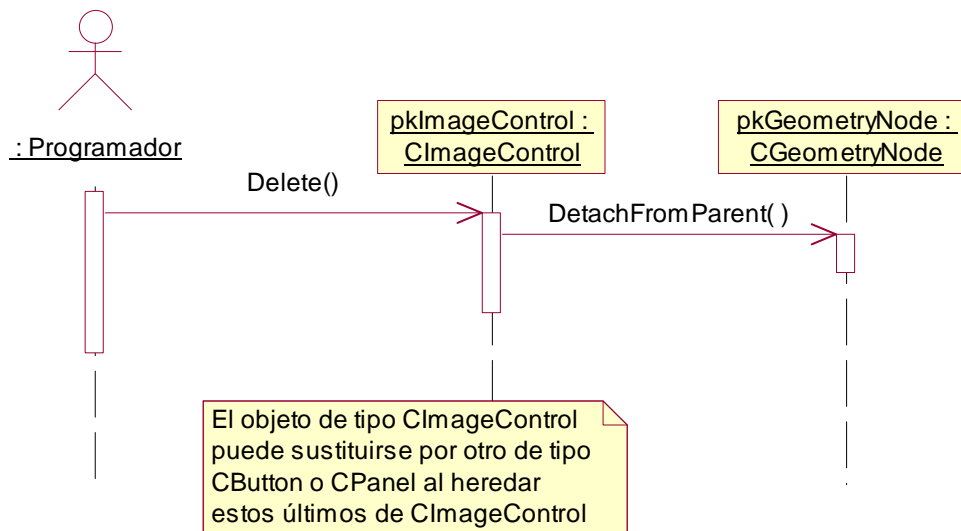 : Programador
pkImageControl :
CImageControl
pkGeometryNode :
CGeometryNode
Delete()
DetachFromParent( )
El objeto de tipo CImageControl
puede sustituirse por otro de tipo
CButton o CPanel al heredar
estos últimos de CImageControl